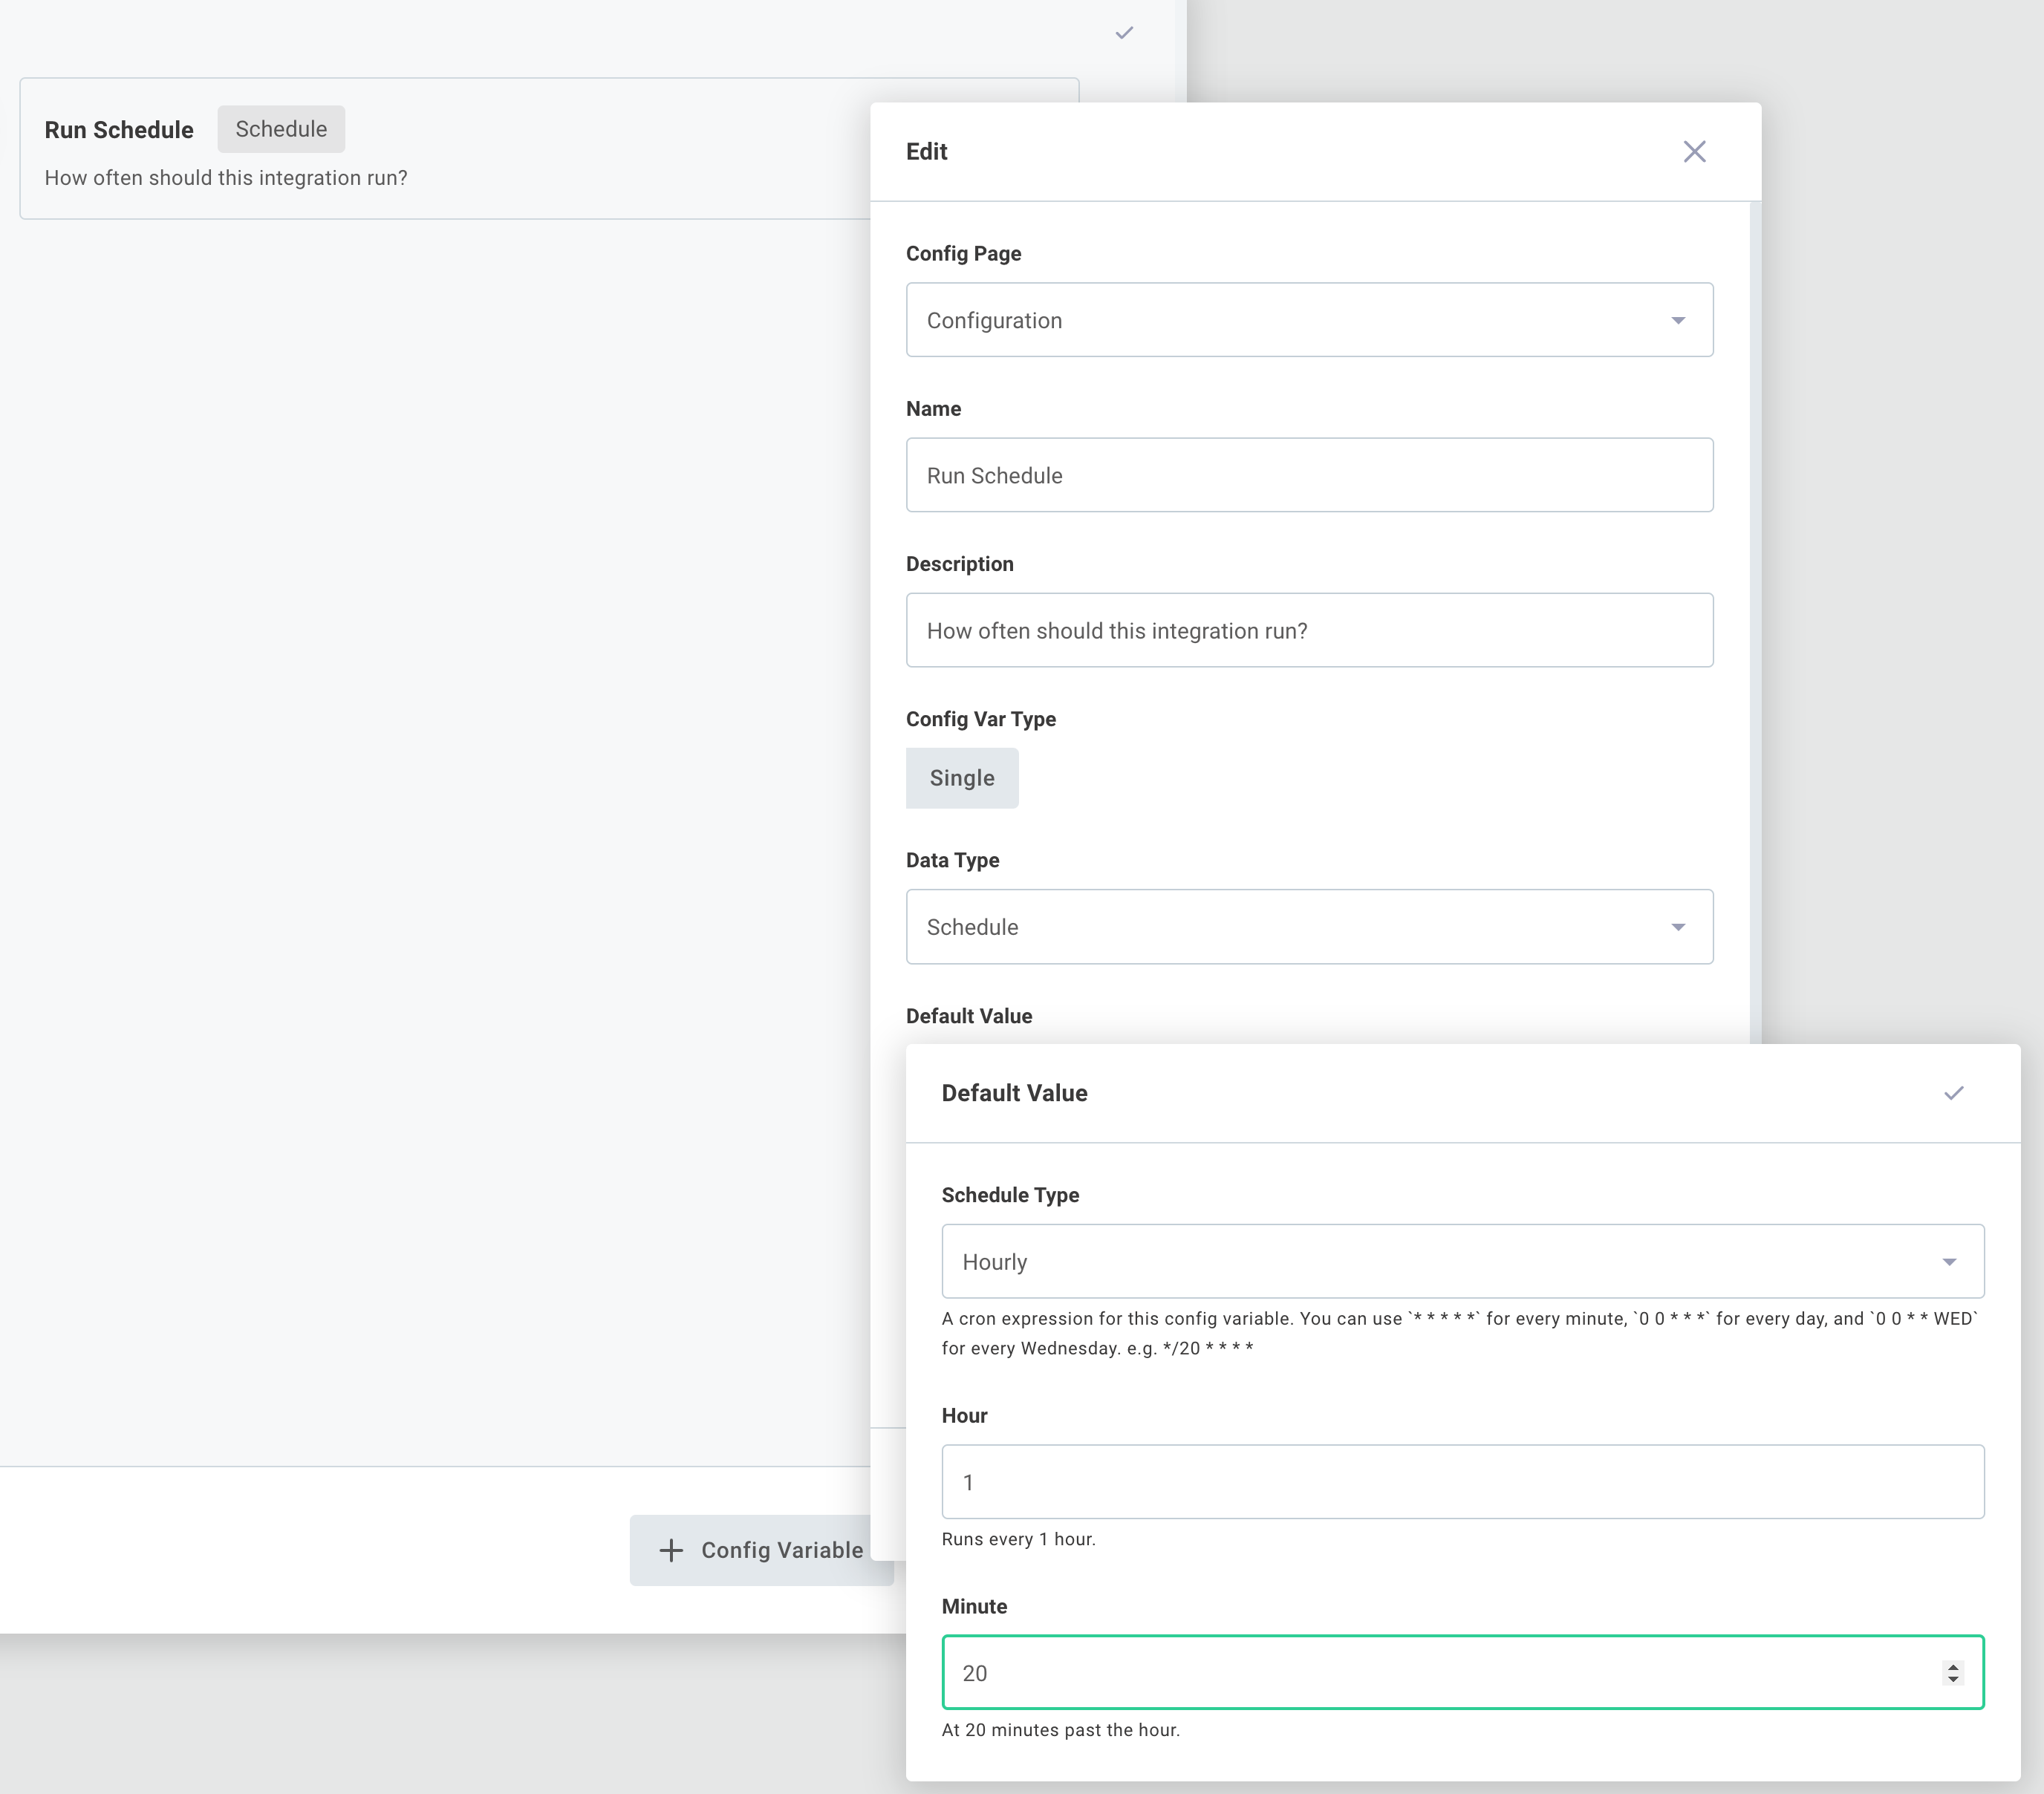 Run Schedule Schedule
How often should this integration run?
Edit
Config Page
Configuration
Name
Run Schedule
Description
How often should this integration run?
Config Var Type
Single
Data Type
Schedule
Default Value
Default Value
Schedule Type
Hourly
A cron expression for this config variable. You can use `* * * * *` for every minute, `0 0 * * *` for every day, and `0 0 * * WED`
for every Wednesday. e.g. */20 * * * *
Hour
1
Runs every 1 hour.
+ Config Variable
Minute
20
At 20 minutes past the hour.